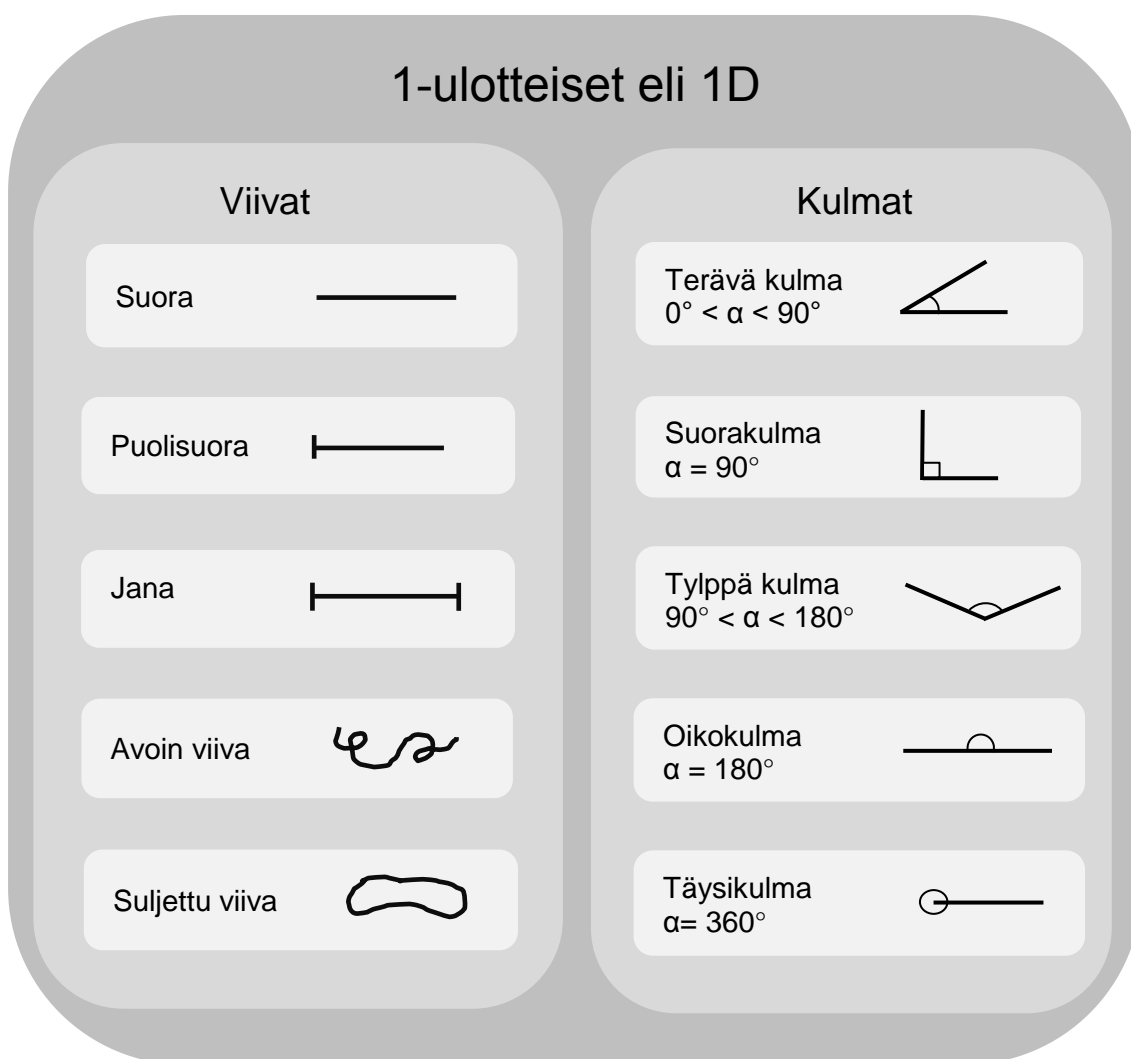 1-ulotteiset eli 1D
Viivat
Suora
Puolisuora
Jana
Avoin viiva
Suljettu viiva
Kulmat
Terävä kulma
0° < α < 90°
Suorakulma
α = 90°
Tylppä kulma
90° < α < 180°
Oikokulma
α = 180°
Täysikulma
α= 360°